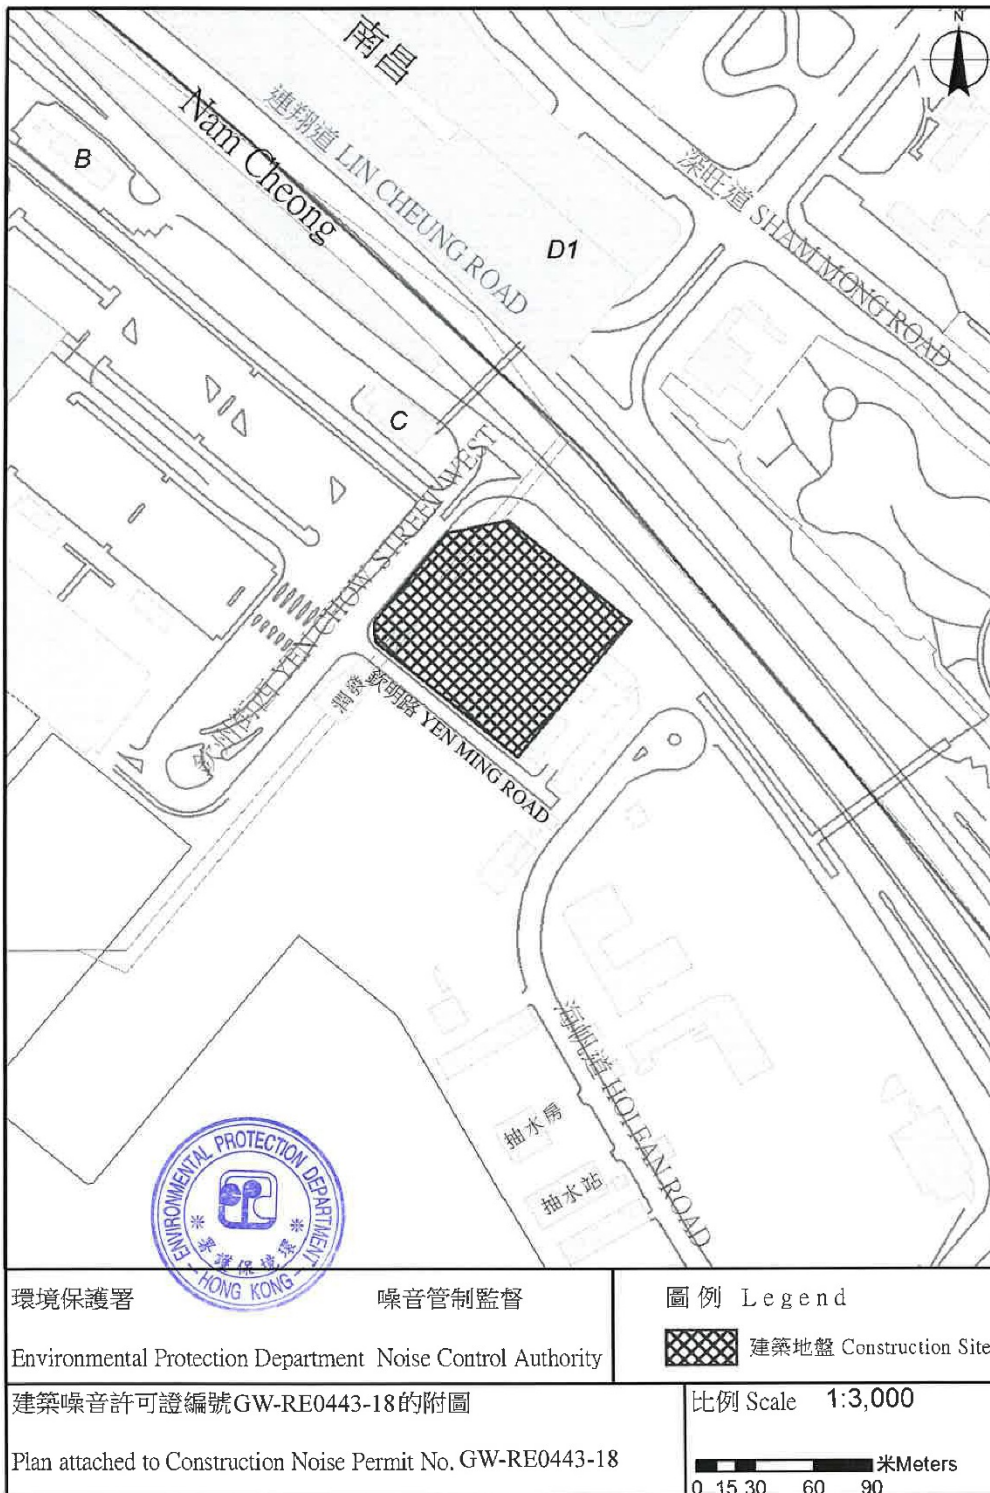 N
南昌
Nam Cheong
連翔道 LIN CHEUNG ROAD
深旺道 SHAM MONG ROAD
B
D1
C
YEN CHOW STREET WEST
欽明路 YEN MING ROAD
海帆道 HOI FAN ROAD
抽水房
抽水站
ENVIRONMENTAL PROTECTION DEPARTMENT
HONG KONG
署護保境環
環境保護署
噪音管制監督
Environmental Protection Department Noise Control Authority
圖例 Legend
建築地盤 Construction Site
建築噪音許可證編號GW-RE0443-18的附圖
Plan attached to Construction Noise Permit No. GW-RE0443-18
比例 Scale 1:3,000
米Meters
0 15 30 60 90